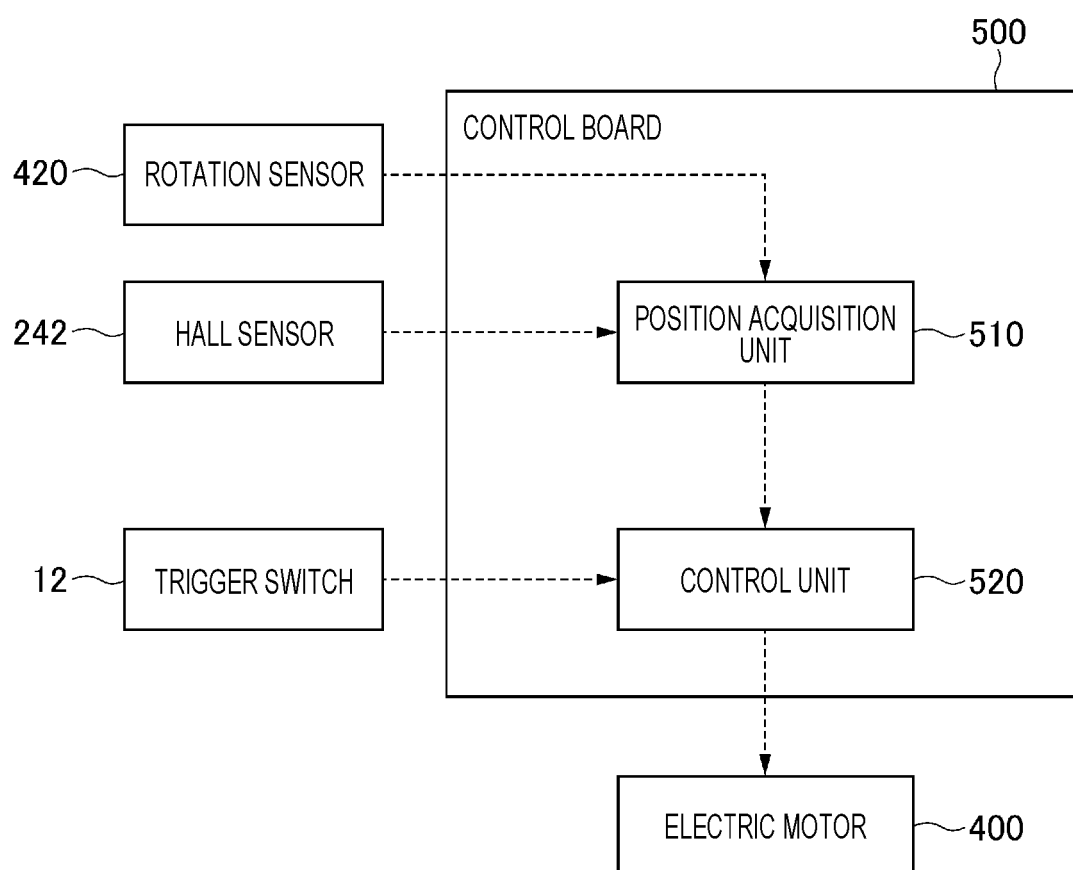 500
CONTROL BOARD
420
ROTATION SENSOR
242
HALL SENSOR
POSITION ACQUISITION
UNIT
510
12
TRIGGER SWITCH
CONTROL UNIT
520
ELECTRIC MOTOR
400